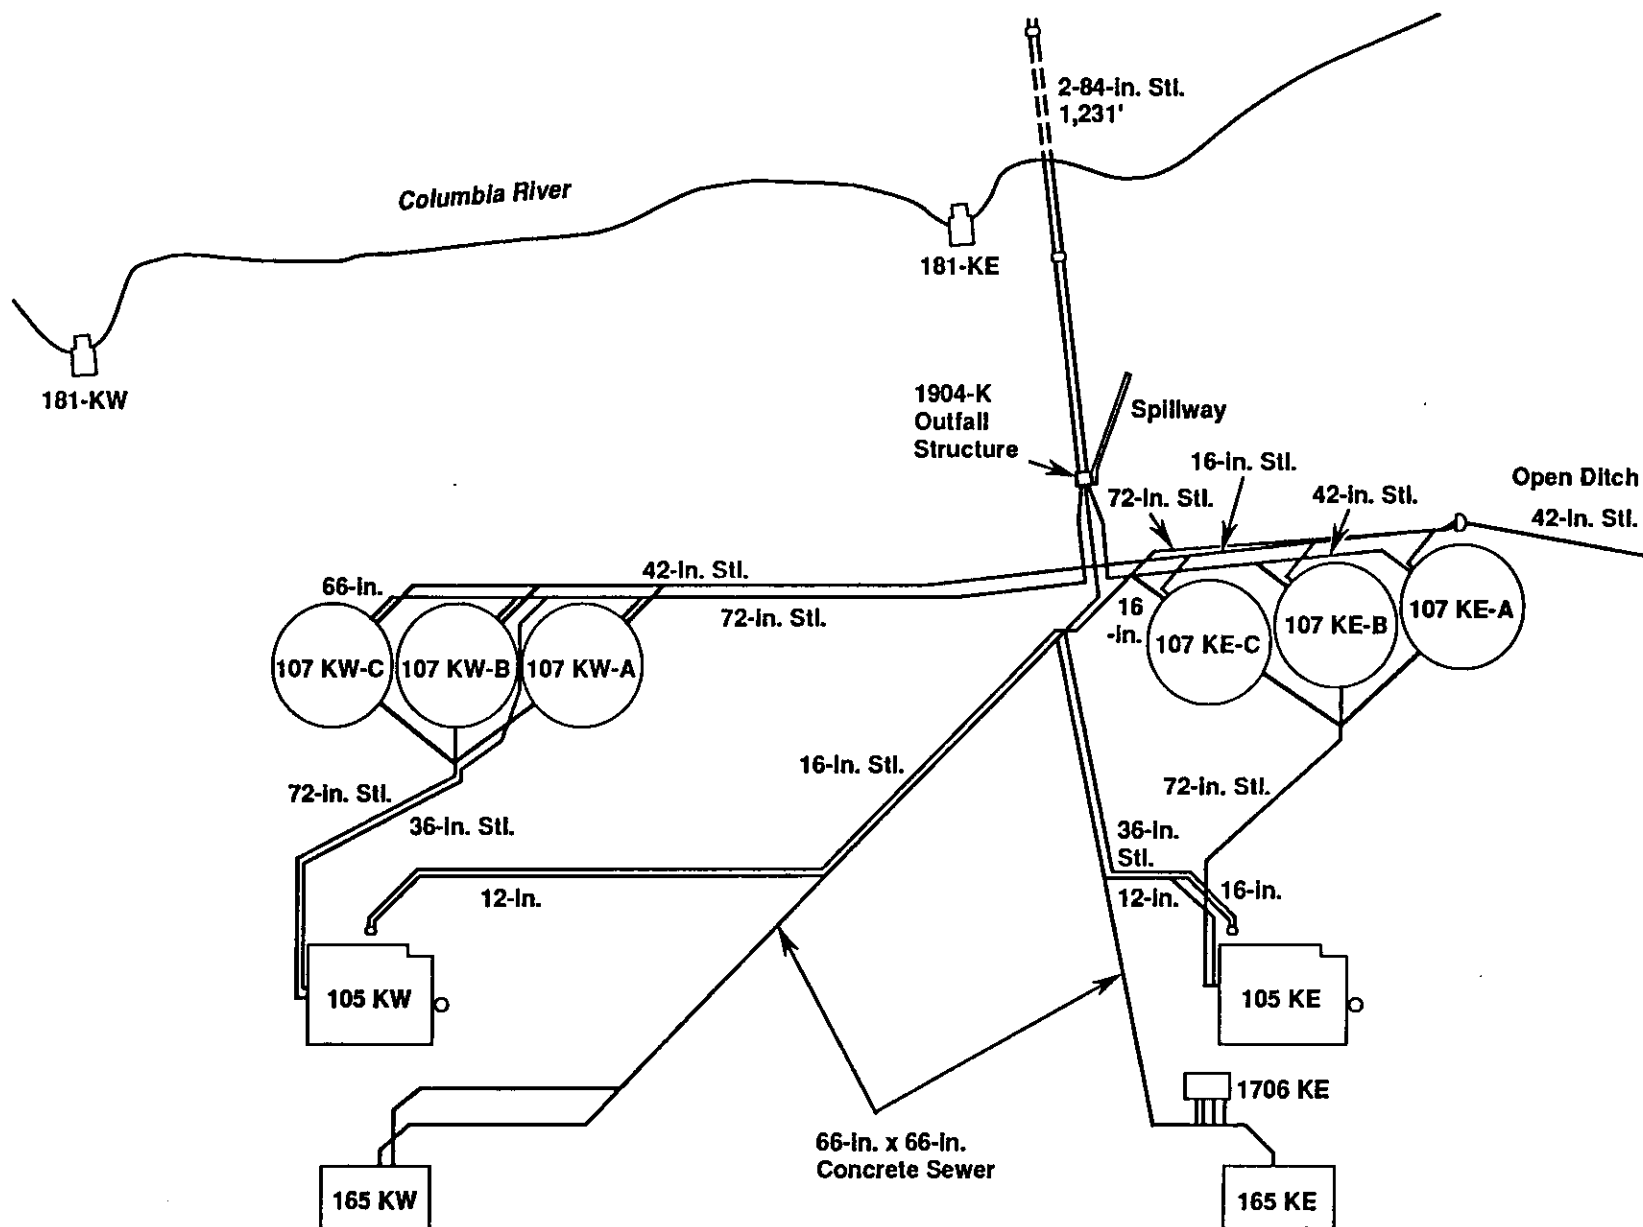 2-84-in. Stl.
1,231'
Columbia River
181-KE
181-KW
1904-K
Outfall
Structure
Spillway
16-in. Stl.
72-in. Stl.
42-in. Stl.
Open Ditch
42-in. Stl.
66-in.
42-in. Stl.
72-in. Stl.
16
-in.
107 KW-C
107 KW-B
107 KW-A
107 KE-C
107 KE-B
107 KE-A
16-in. Stl.
72-in. Stl.
72-in. Stl.
36-in. Stl.
36-in.
Stl.
12-in.
12-in.
16-in.
105 KW
105 KE
1706 KE
66-in. x 66-in.
Concrete Sewer
165 KW
165 KE